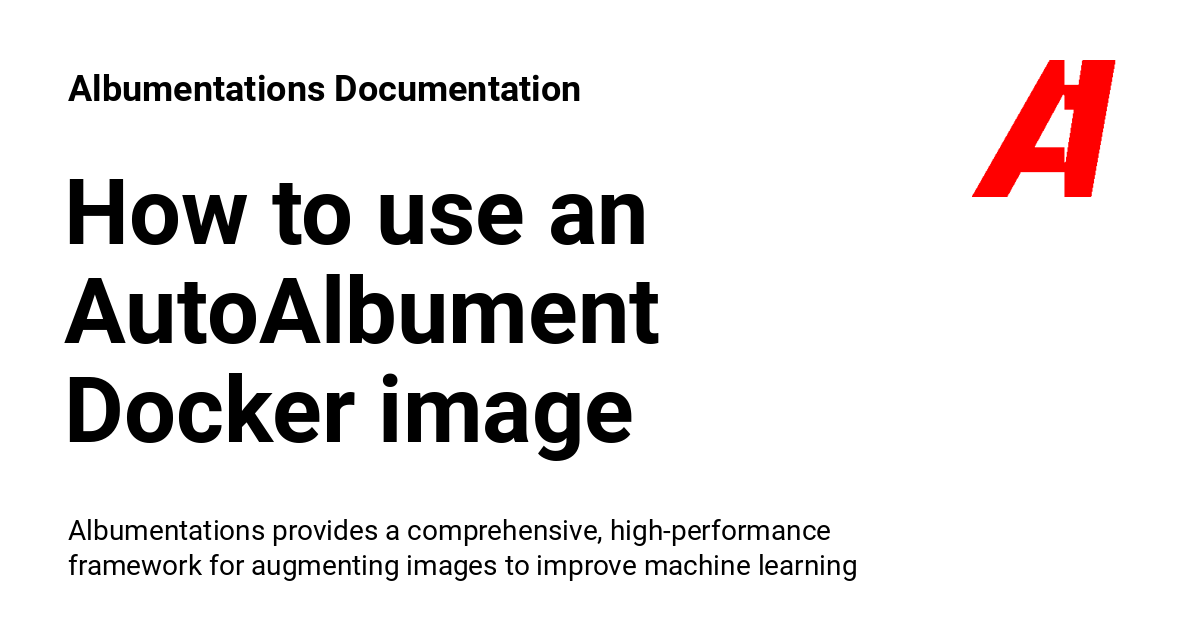 Albumentations Documentation
How to use an
AutoAlbument
Docker image
Albumentations provides a comprehensive, high-performance
framework for augmenting images to improve machine learning